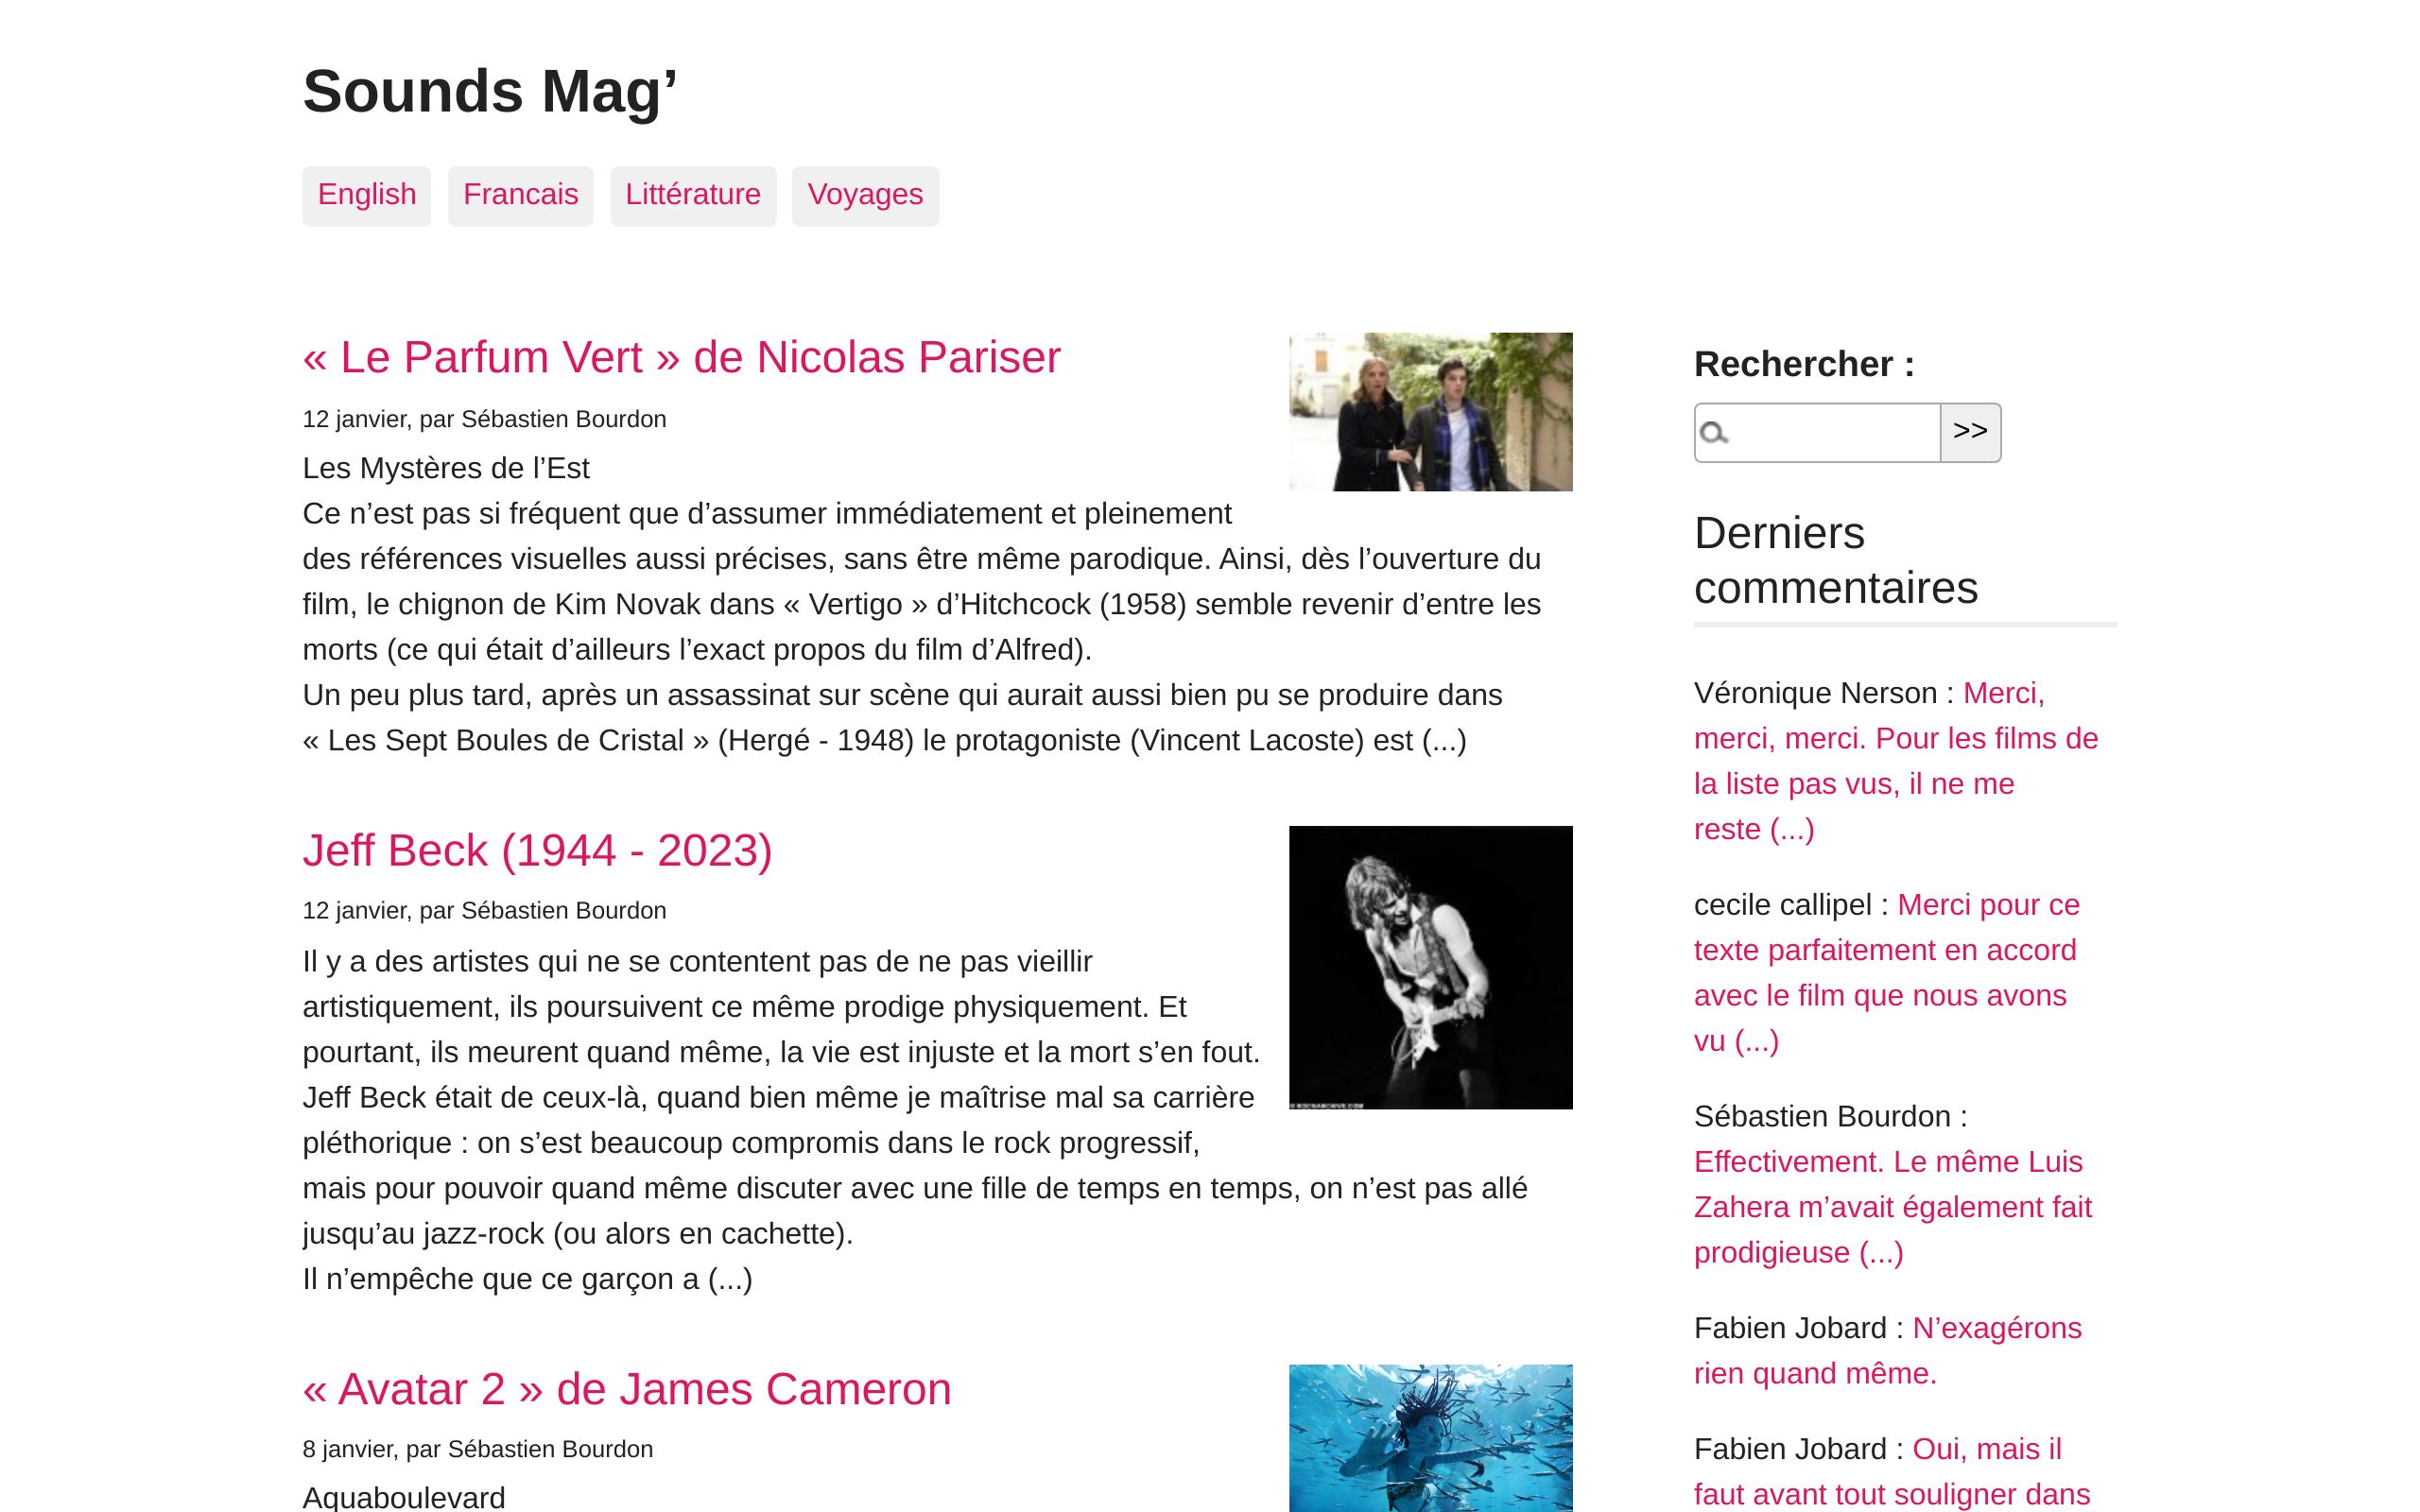 Sounds Mag’
English
Francais
Littérature
Voyages
« Le Parfum Vert » de Nicolas Pariser
12 janvier, par Sébastien Bourdon
Les Mystères de l’Est
Ce n’est pas si fréquent que d’assumer immédiatement et pleinement
des références visuelles aussi précises, sans être même parodique. Ainsi, dès l’ouverture du
film, le chignon de Kim Novak dans « Vertigo » d’Hitchcock (1958) semble revenir d’entre les
morts (ce qui était d’ailleurs l’exact propos du film d’Alfred).
Un peu plus tard, après un assassinat sur scène qui aurait aussi bien pu se produire dans
« Les Sept Boules de Cristal » (Hergé - 1948) le protagoniste (Vincent Lacoste) est (...)
Jeff Beck (1944 - 2023)
12 janvier, par Sébastien Bourdon
Il y a des artistes qui ne se contentent pas de ne pas vieillir
artistiquement, ils poursuivent ce même prodige physiquement. Et
pourtant, ils meurent quand même, la vie est injuste et la mort s’en fout.
Jeff Beck était de ceux-là, quand bien même je maîtrise mal sa carrière
pléthorique : on s’est beaucoup compromis dans le rock progressif,
mais pour pouvoir quand même discuter avec une fille de temps en temps, on n’est pas allé
jusqu’au jazz-rock (ou alors en cachette).
Il n’empêche que ce garçon a (...)
« Avatar 2 » de James Cameron
8 janvier, par Sébastien Bourdon
Aquaboulevard
Rechercher :
>>
Derniers
commentaires
Véronique Nerson : Merci,
merci, merci. Pour les films de
la liste pas vus, il ne me
reste (...)
cecile callipel : Merci pour ce
texte parfaitement en accord
avec le film que nous avons
vu (...)
Sébastien Bourdon :
Effectivement. Le même Luis
Zahera m’avait également fait
prodigieuse (...)
Fabien Jobard : N’exagérons
rien quand même.
Fabien Jobard : Oui, mais il
faut avant tout souligner dans